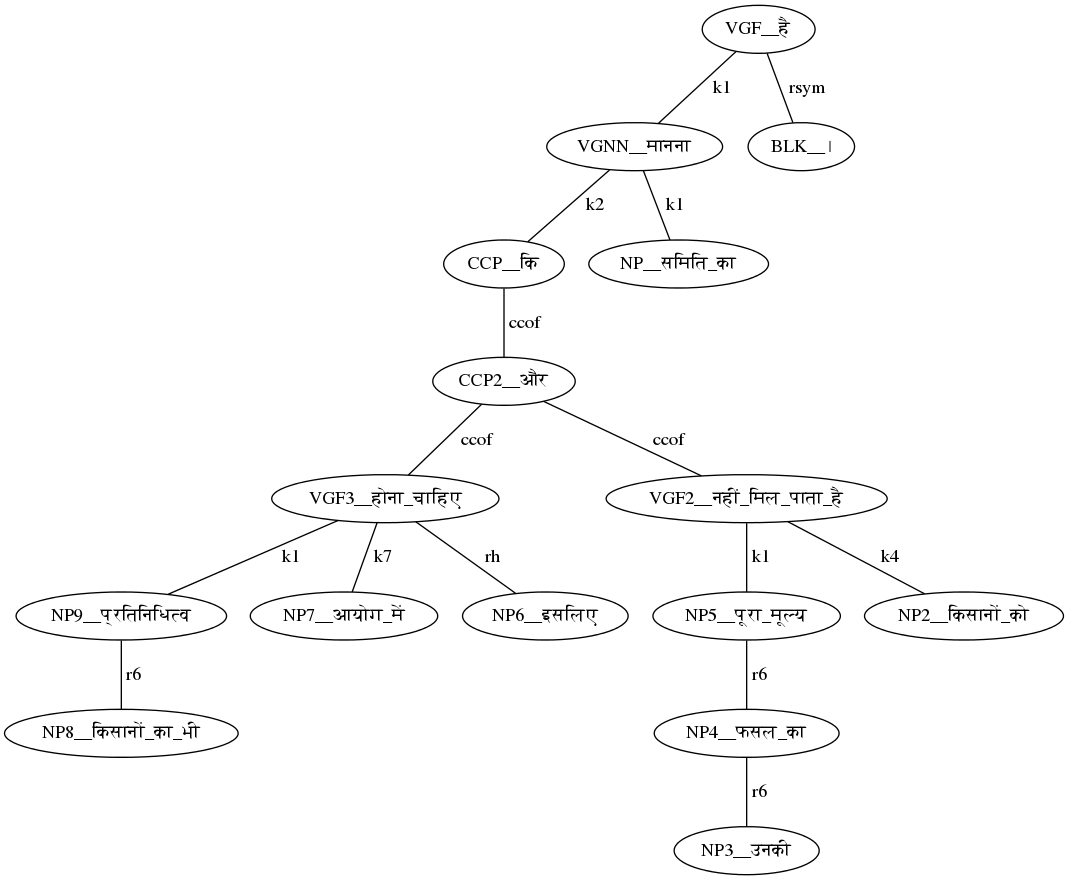 VGF__है
k1 rsym
VGNN__मानना BLK__।
k2 k1
CCP__कि NP__समिति_का
ccof
CCP2__और
ccof ccof
VGF3__होना_चाहिए VGF2__नहीं_मिल_पाता_है
k1 k7 rh k1 k4
NP9__प्रतिनिधित्व NP7__आयोग_में NP6__इसलिए NP5__पूरा_मूल्य NP2__किसानों_को
r6 r6
NP8__किसानों_का_भी NP4__फसल_का
r6
NP3__उनकी